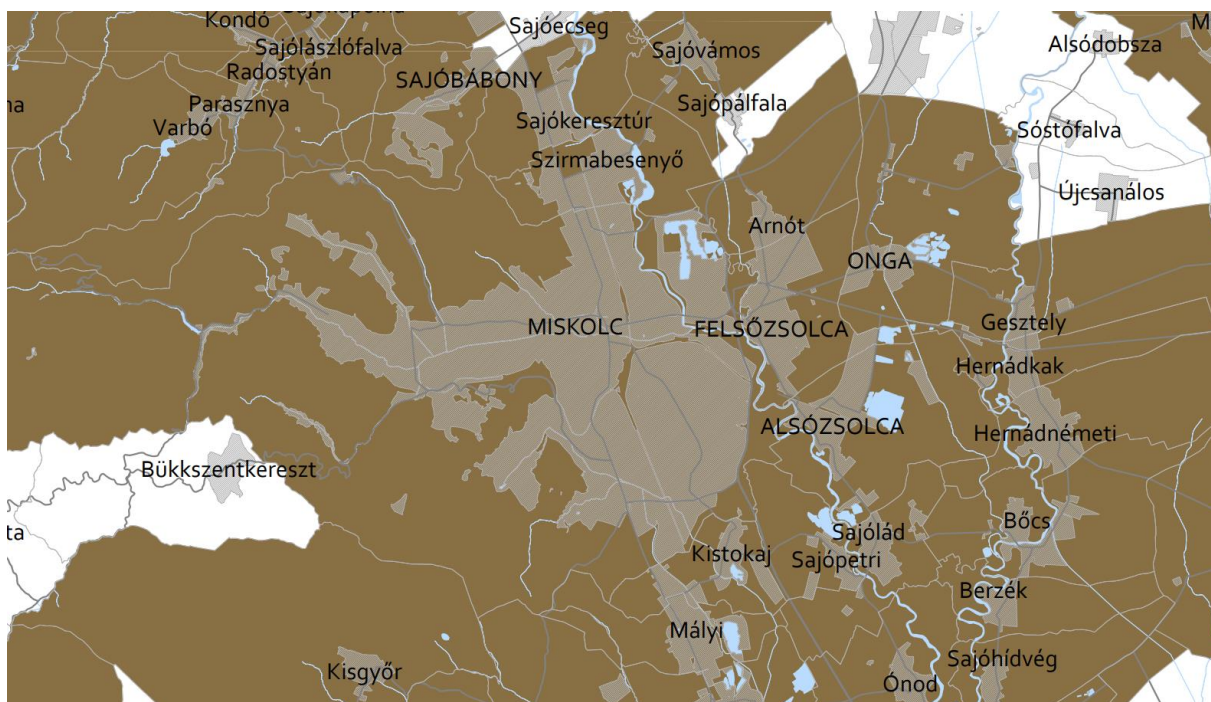 Kondó
Sajóecseg
Sajólászlófalva
Sajóvámos
Alsódobsza
Radostyán
SAJÓBÁBONY
Parasznya
Sajópálfala
Varbó
Sajókeresztúr
Sóstófalva
Szirmabesenyő
Újcsanálos
Arnót
ONGA
MISKOLC
FELSŐZSOLCA
Gesztely
Hernádkak
ALSÓZSOLCA
Hernádnémeti
Bükkszentkereszt
Bőcs
ta
Sajólád
Kistokaj
Sajópetri
Berzék
Mályi
Sajóhídvég
Kisgyőr
Ónod